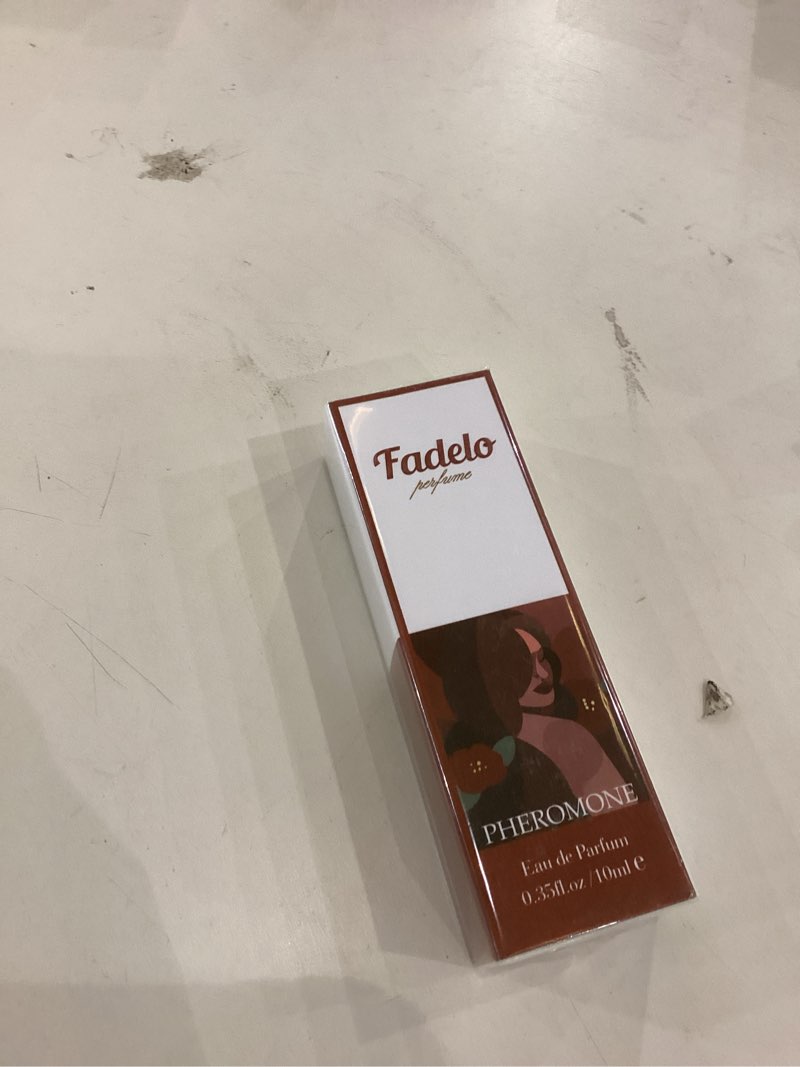 Fadelo
perfume
PHEROMONE
Eau de Parfum
0.35fl.oz/10ml e